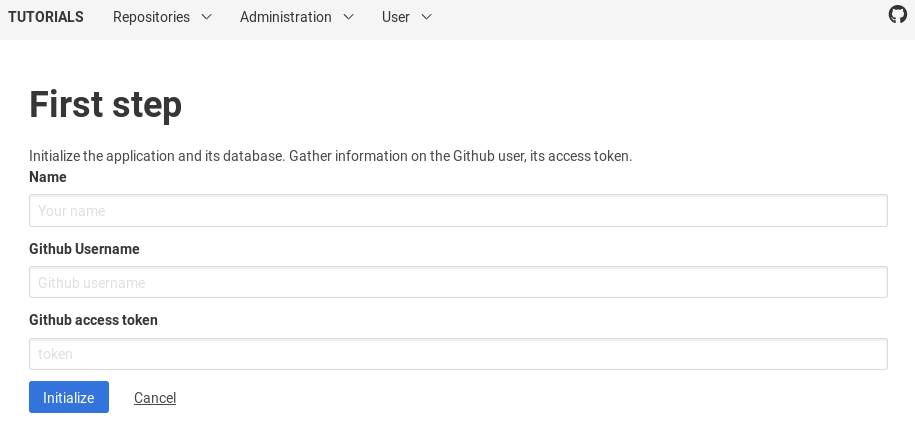 TUTORIALS Repositories Administration User
First step
Initialize the application and its database. Gather information on the Github user, its access token.
Name
Your name
Github Username
Github username
Github access token
token
Initialize Cancel